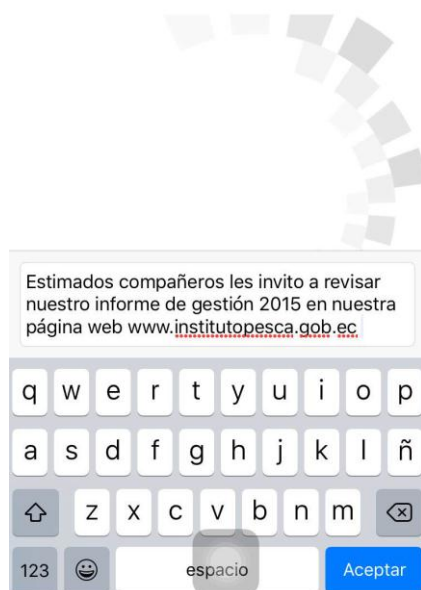 Estimados compañeros les invito a revisar
nuestro informe de gestión 2015 en nuestra
página web www.institutopesca.gob.ec
q w e r t y u i o p
a s d f g h j k l ñ
z x c v b n m
123 espacio Aceptar